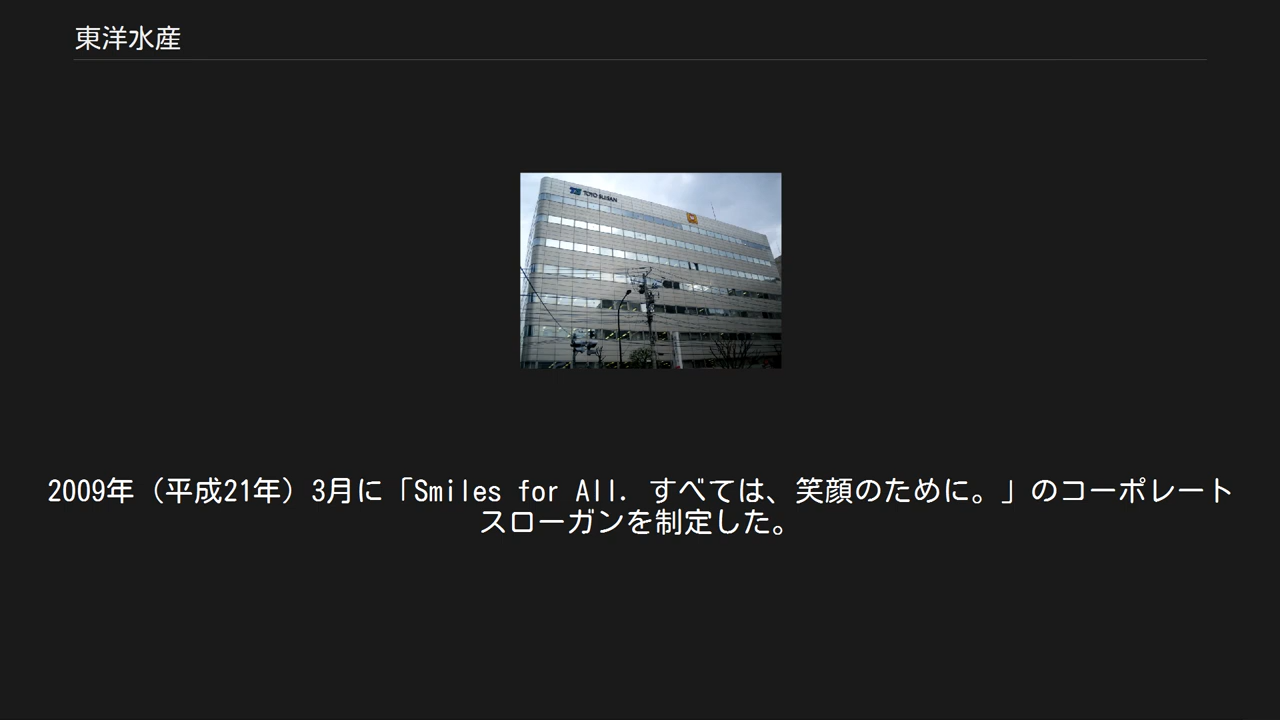 東洋水産
TOYO SUISAN
2009年（平成21年）3月に「Smiles for All. すべては、笑顔のために。」のコーポレート
スローガンを制定した。